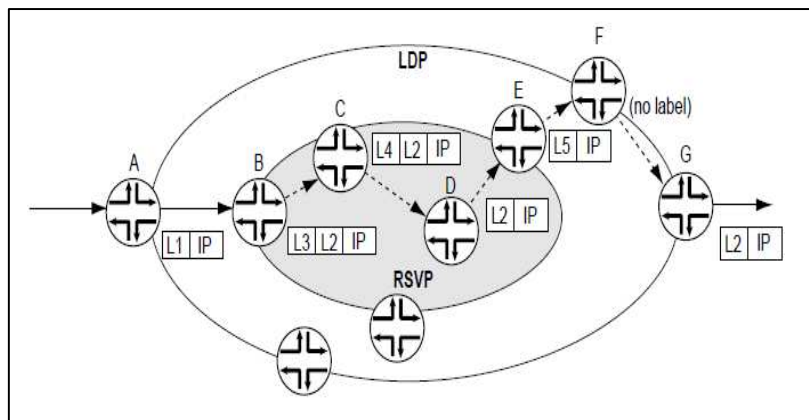 F
LDP
E
(no label)
C
L4 L2 IP
L5 IP
A
B
G
D
L2 IP
L1 IP
L3 L2 IP
L2 IP
RSVP